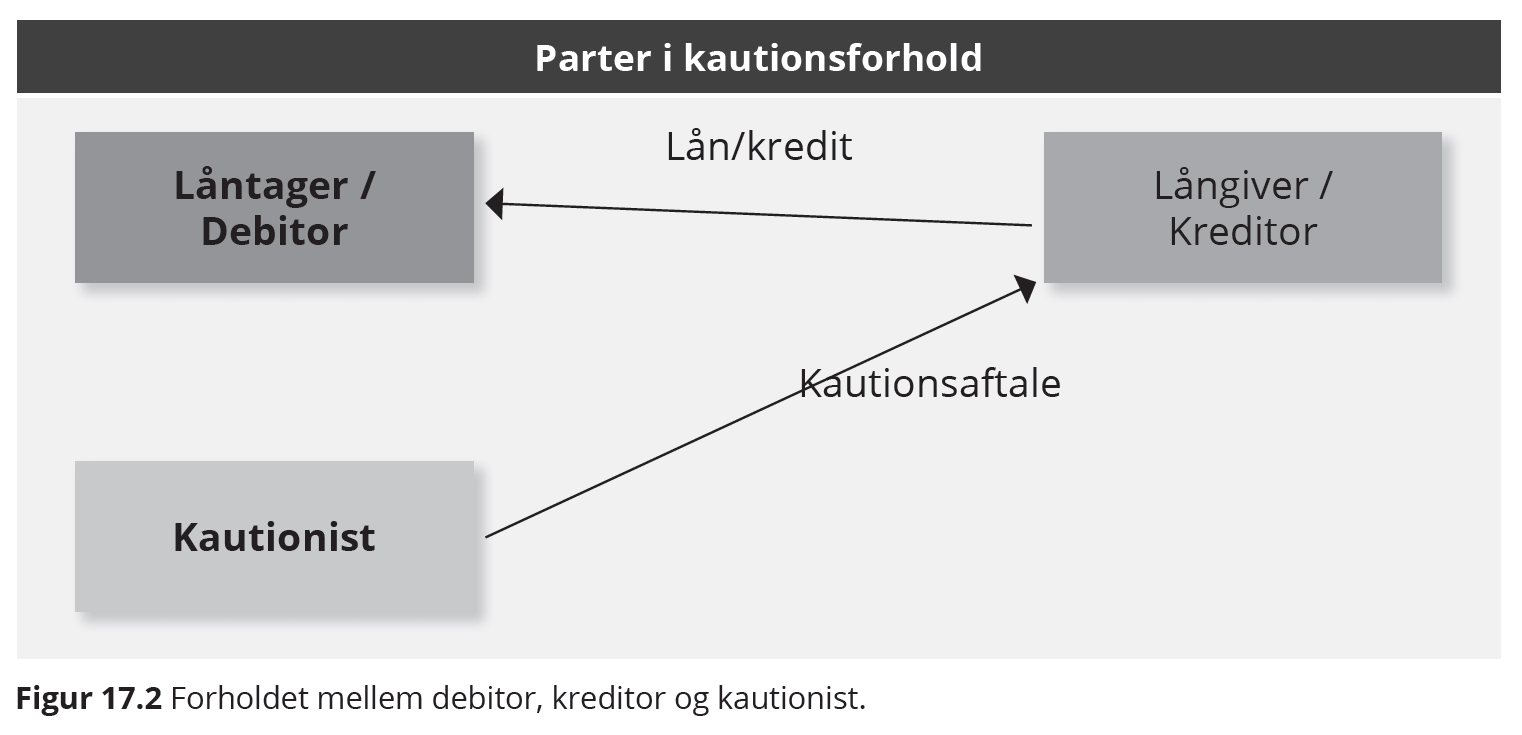 Parter i kautionsforhold
Lån/kredit
Låntager /
Debitor
Långiver /
Kreditor
Kautionsaftale
Kautionist
Figur 17.2 Forholdet mellem debitor, kreditor og kautionist.